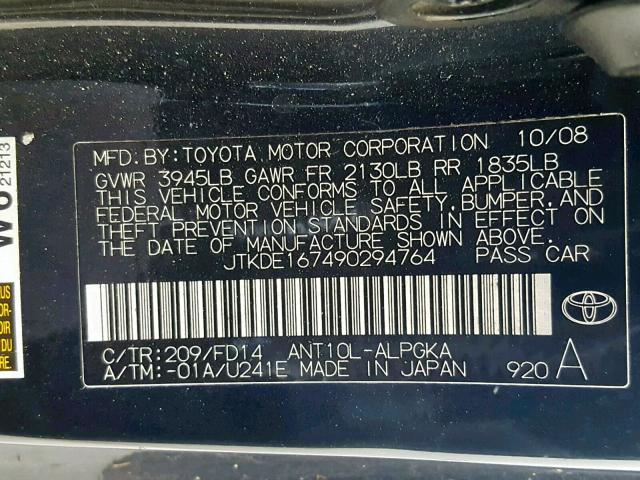 MFD. BY: TOYOTA MOTOR CORPORATION 10/08
GVWR 3945LB GAWR FR 2130LB RR 1835LB
THIS VEHICLE CONFORMS TO ALL APPLICABLE
FEDERAL MOTOR VEHICLE SAFETY, BUMPER, AND
THEFT PREVENTION STANDARDS IN EFFECT ON
THE DATE OF MANUFACTURE SHOWN ABOVE.
JTKDE167490294764 PASS CAR
C/TR: 209/FD14 ANT10L-ALPGKA
A/TM: -01A/U241E MADE IN JAPAN 920 A
21213
DU